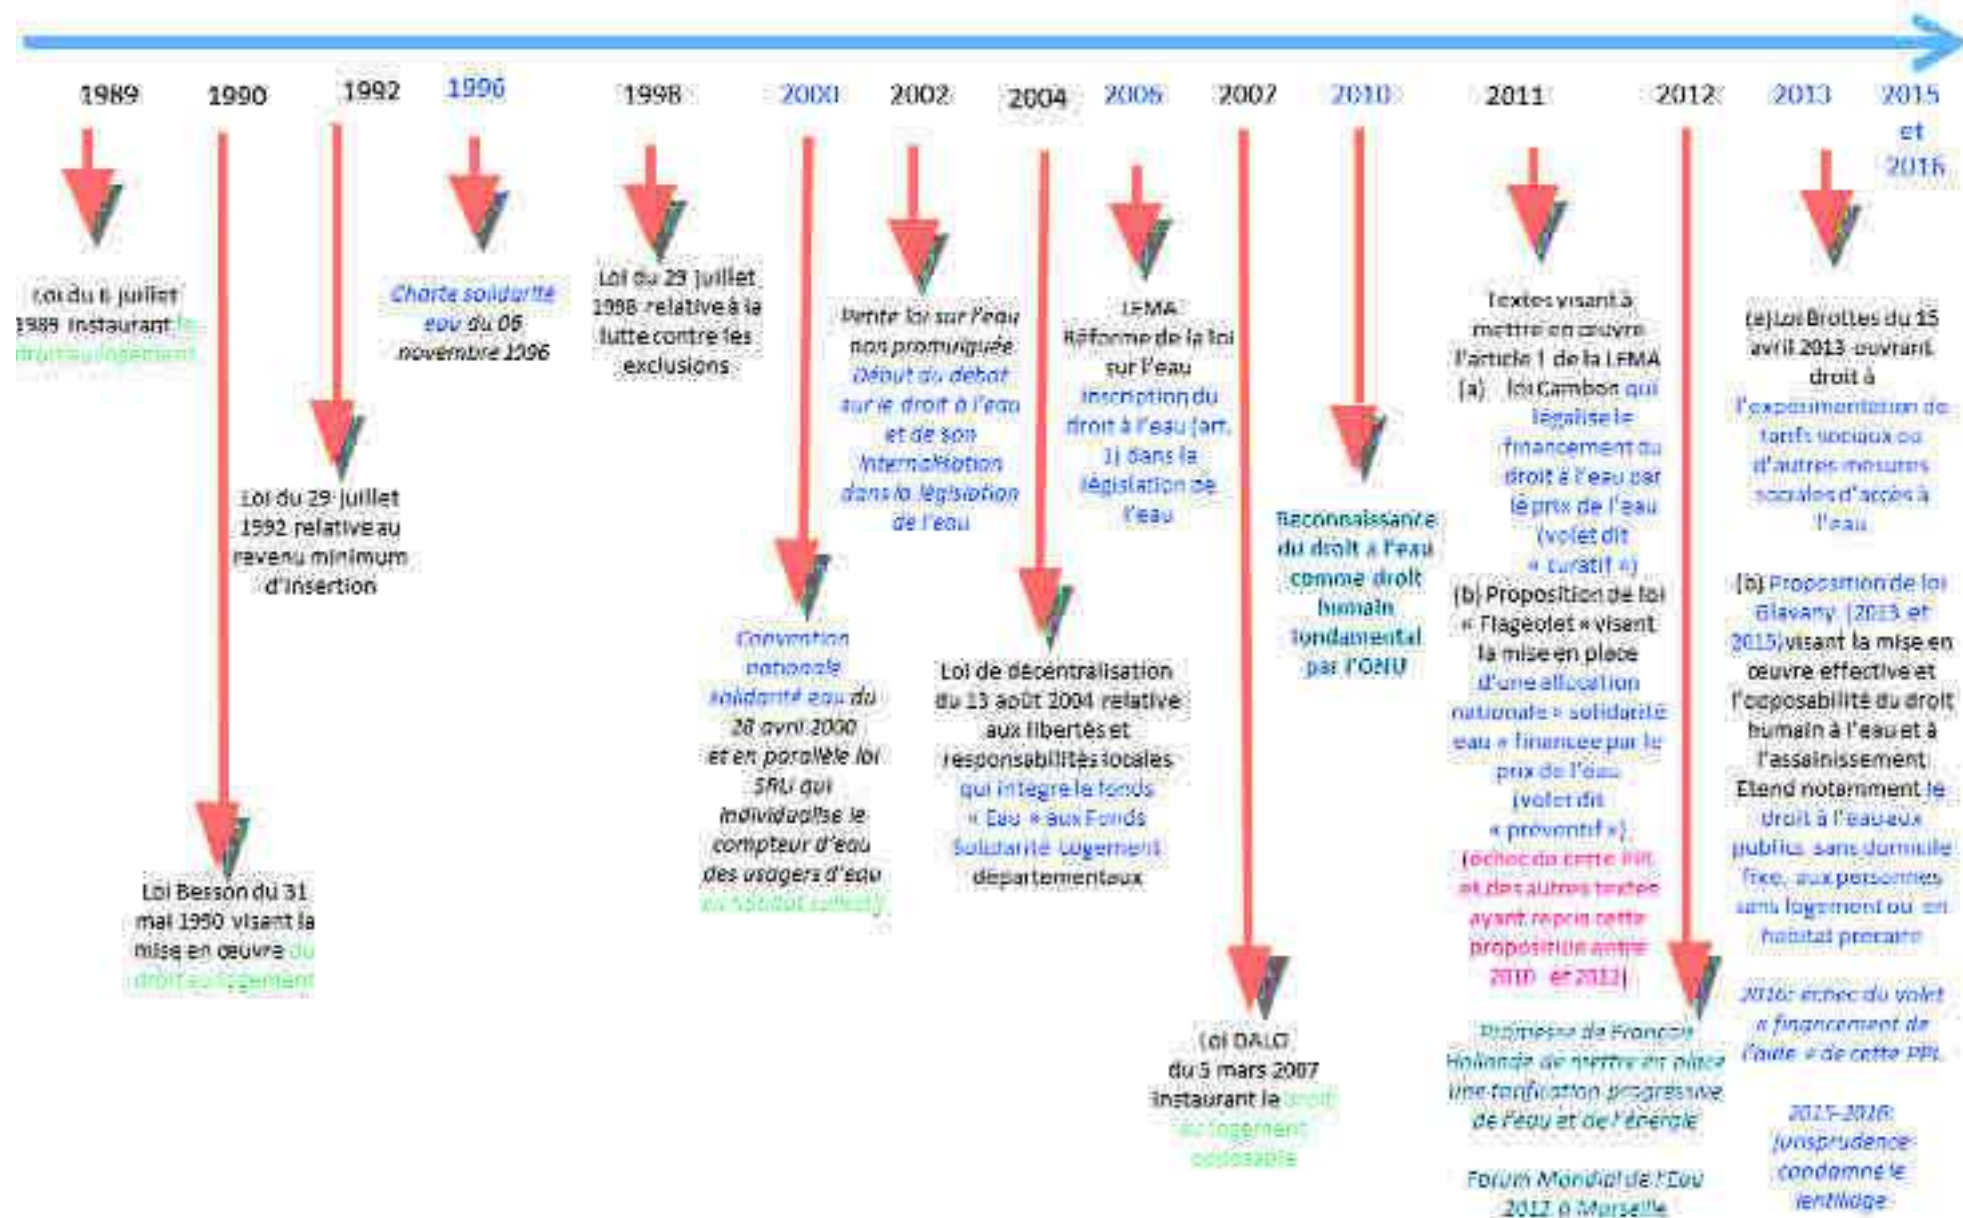 1989
1990
1992
1996
1998
2000
2002
2004
2006
2007
2010
2011
2012
2013
2015
et
2016
Loi du 6 juillet
1989 instaurant le
droit au logement
Loi Besson du 31
mai 1990 visant la
mise en œuvre du
droit au logement
Loi du 29 juillet
1992 relative au
revenu minimum
d'insertion
Charte solidarité
eau du 06
novembre 1996
Loi du 29 juillet
1998 relative à la
lutte contre les
exclusions
Convention
nationale
solidarité eau du
28 avril 2000
et en parallèle loi
SRU qui
individualise le
compteur d'eau
des usagers d'eau
en habitat collectif
Petite loi sur l'eau
non promulguée
Début du débat
sur le droit à l'eau
et de son
internalisation
dans la législation
de l'eau
Loi de décentralisation
du 13 août 2004 relative
aux libertés et
responsabilités locales
qui intègre le fonds
« Eau » aux Fonds
Solidarité Logement
départementaux
LEMA
Réforme de la loi
sur l'eau
inscription du
droit à l'eau (art.
1) dans la
législation de
l'eau
Loi DALO
du 5 mars 2007
instaurant le droit
au logement
opposable
Reconnaissance
du droit à l'eau
comme droit
humain
fondamental
par l'ONU
Textes visant à
mettre en œuvre
l'article 1 de la LEMA
(a) loi Cambon qui
légalise le
financement du
droit à l'eau par
le prix de l'eau
(volet dit
« curatif »)
(b) Proposition de loi
« Flageolet » visant
la mise en place
d'une allocation
nationale « solidarité
eau » financée par le
prix de l'eau
(volet dit
« préventif »)
(échec de cette PPL
et des autres textes
ayant repris cette
proposition entre
2010 et 2012)
Promesse de François
Hollande de mettre en place
une tarification progressive
de l'eau et de l'énergie
Forum Mondial de l'Eau
2012 à Marseille
(a) Loi Brottes du 15
avril 2013 ouvrant
droit à
l'expérimentation de
tarifs sociaux ou
d'autres mesures
sociales d'accès à
l'eau
(b) Proposition de loi
Glavany (2013 et
2015) visant la mise en
œuvre effective et
l'opposabilité du droit
humain à l'eau et à
l'assainissement
Etend notamment le
droit à l'eau aux
publics sans domicile
fixe, aux personnes
sans logement ou en
habitat précaire
2016: échec du volet
« financement de
l'aide » de cette PPL
2015-2016:
Jurisprudence
condamne le
lentillage